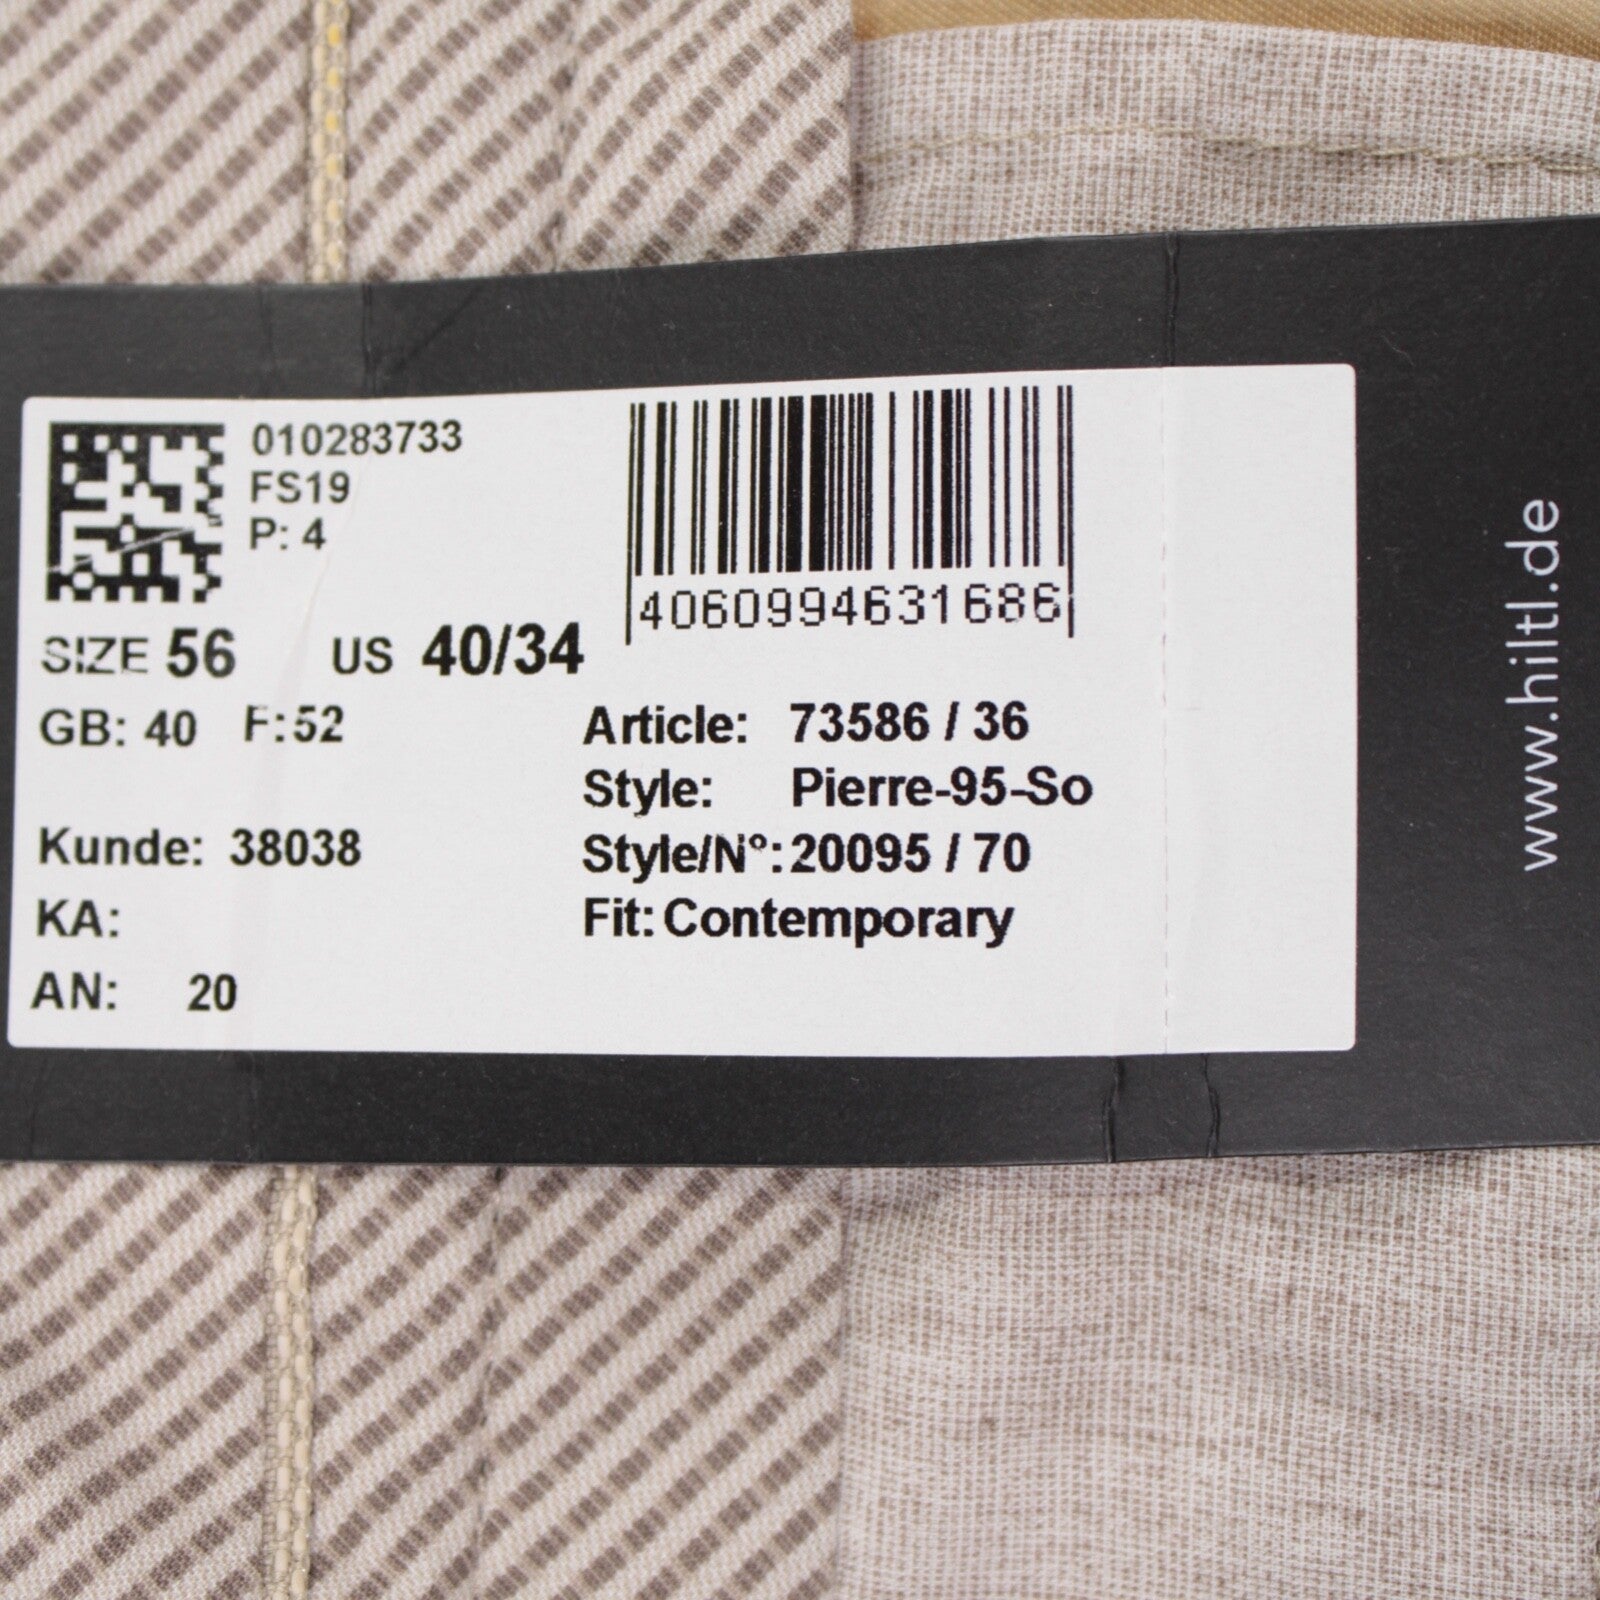 010283733
FS19
P: 4
4060994631686
SIZE 56 US 40/34
GB: 40 F: 52
Article: 73586 / 36
Style: Pierre-95-So
Kunde: 38038
Style/N°: 20095 / 70
KA:
Fit: Contemporary
AN: 20
www.hiltl.de